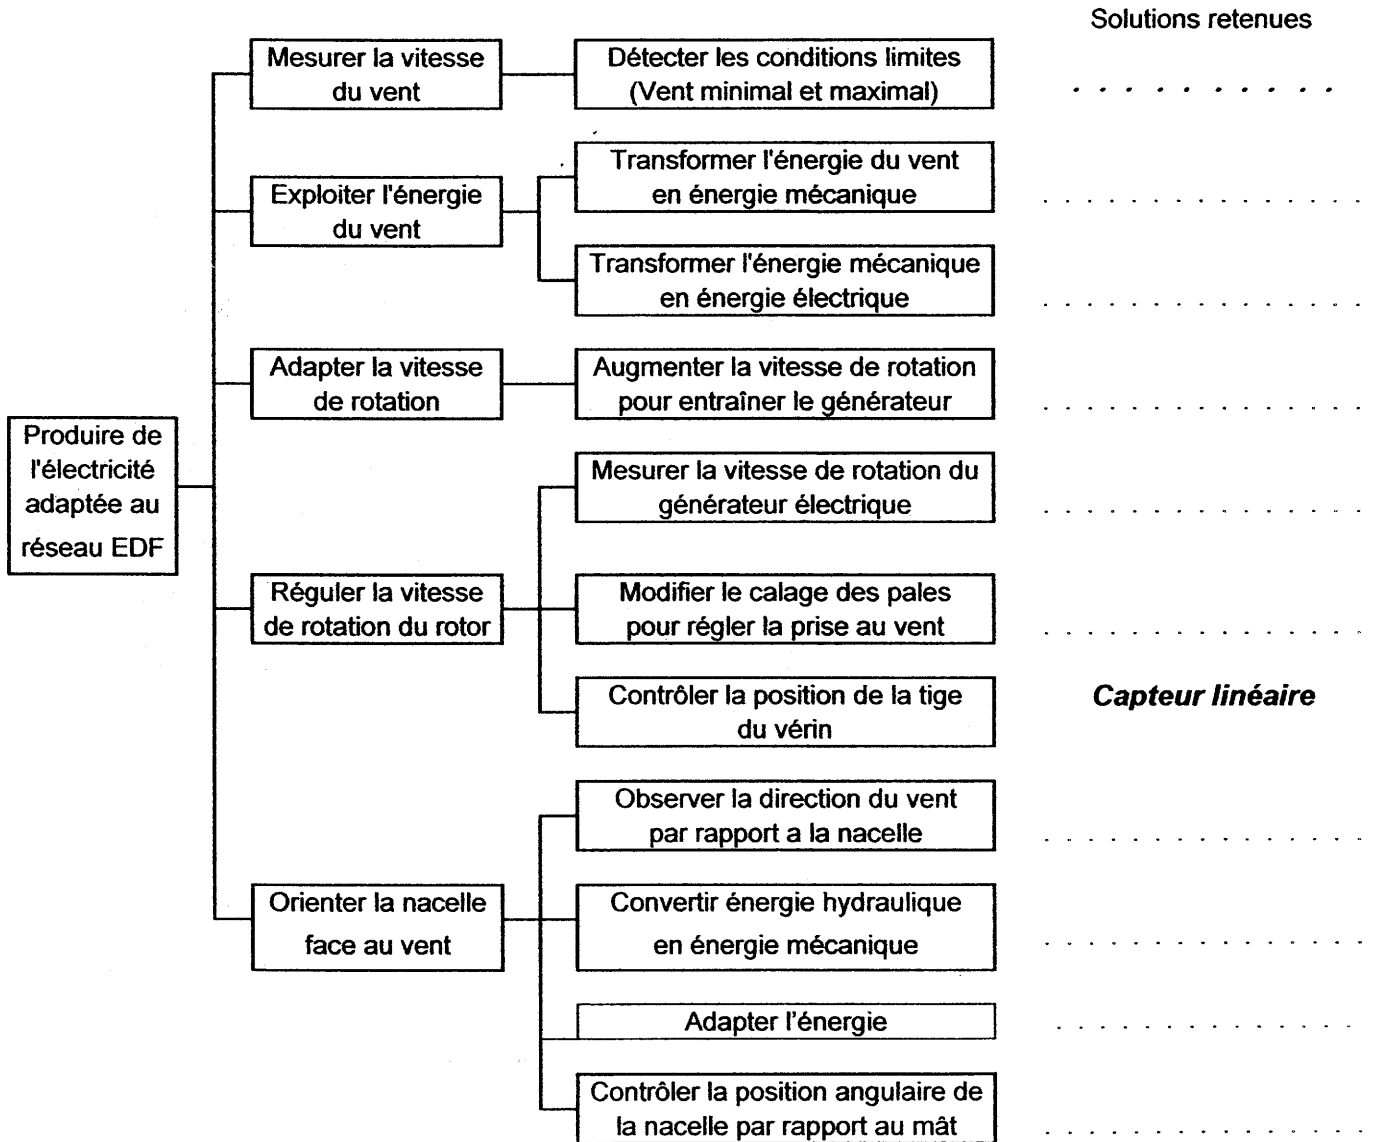 Solutions retenues
Mesurer la vitesse
du vent
Détecter les conditions limites
(Vent minimal et maximal)
. . . . . . . . . . .
Exploiter l'énergie
du vent
Transformer l'énergie du vent
en énergie mécanique
. . . . . . . . . . . . . . .
Transformer l'énergie mécanique
en énergie électrique
. . . . . . . . . . . . . . .
Adapter la vitesse
de rotation
Augmenter la vitesse de rotation
pour entraîner le générateur
. . . . . . . . . . . . . . .
Produire de
l'électricité
adaptée au
réseau EDF
Mesurer la vitesse de rotation du
générateur électrique
. . . . . . . . . . . . . . .
Réguler la vitesse
de rotation du rotor
Modifier le calage des pales
pour régler la prise au vent
. . . . . . . . . . . . . . .
Contrôler la position de la tige
du vérin
Capteur linéaire
Observer la direction du vent
par rapport a la nacelle
. . . . . . . . . . . . . . .
Orienter la nacelle
face au vent
Convertir énergie hydraulique
en énergie mécanique
. . . . . . . . . . . . . . .
Adapter l'énergie
. . . . . . . . . . . . . .
Contrôler la position angulaire de
la nacelle par rapport au mât
. . . . . . . . . . . . . . .